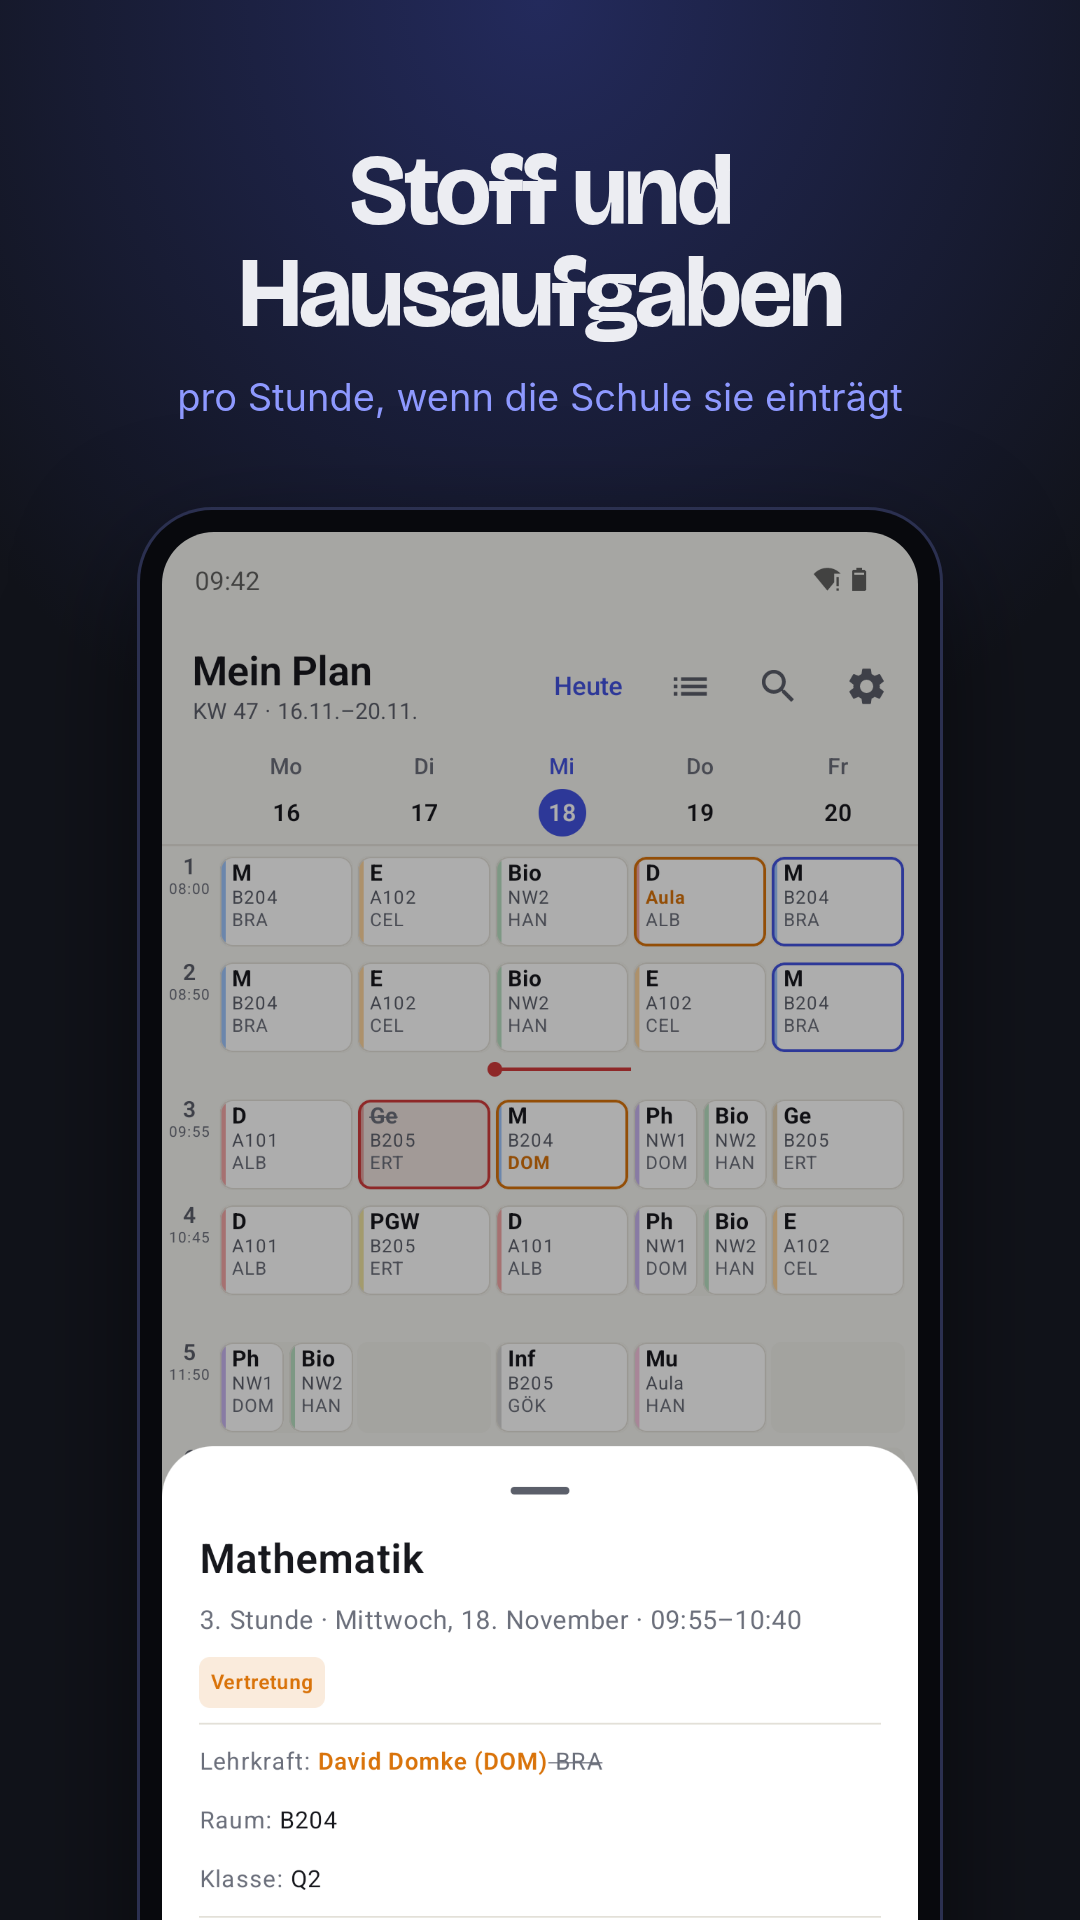 Stoff und
Hausaufgaben
pro Stunde, wenn die Schule sie einträgt
09:42
Mein Plan
KW 47 · 16.11.–20.11.
Heute
Mo Di Mi Do Fr
16 17 18 19 20
1 M E Bio D M
08:00 B204 A102 NW2 Aula B204
BRA CEL HAN ALB BRA
2 M E Bio E M
08:50 B204 A102 NW2 A102 B204
BRA CEL HAN CEL BRA
3 D Ge M Ph Bio Ge
09:55 A101 B205 B204 NW1 NW2 B205
ALB ERT DOM DOM HAN ERT
4 D PGW D Ph Bio E
10:45 A101 B205 A101 NW1 NW2 A102
ALB ERT ALB DOM HAN CEL
5 Ph Bio Inf Mu
11:50 NW1 NW2 B205 Aula
DOM HAN GÖK HAN
Mathematik
3. Stunde · Mittwoch, 18. November · 09:55–10:40
Vertretung
Lehrkraft: David Domke (DOM) BRA
Raum: B204
Klasse: Q2